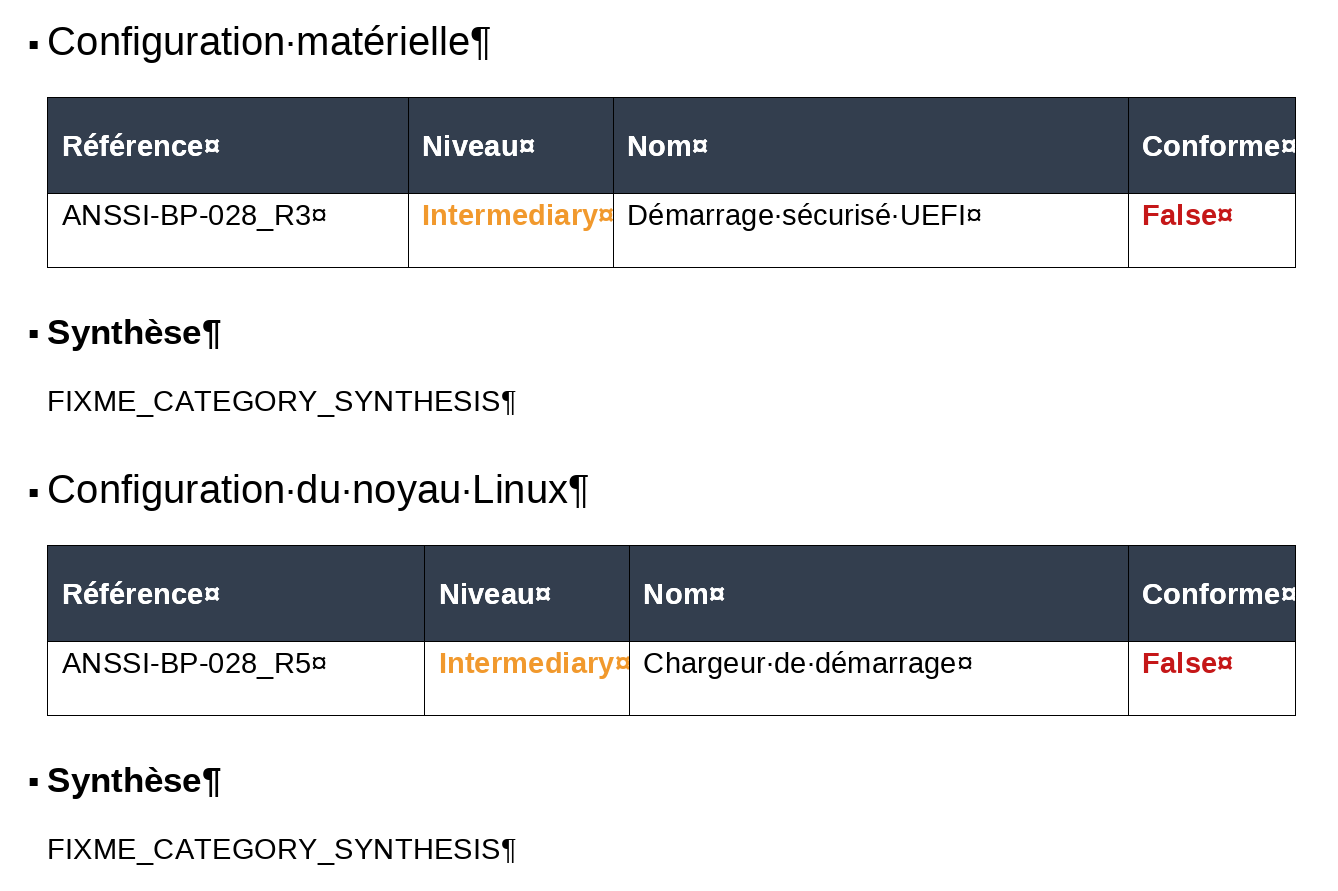 ▪ Configuration·matérielle¶
Référence¤ Niveau¤ Nom¤ Conforme¤
ANSSI-BP-028_R3¤ Intermediary¤ Démarrage·sécurisé·UEFI¤ False¤
▪ Synthèse¶
FIXME_CATEGORY_SYNTHESIS¶
▪ Configuration·du·noyau·Linux¶
Référence¤ Niveau¤ Nom¤ Conforme¤
ANSSI-BP-028_R5¤ Intermediary¤ Chargeur·de·démarrage¤ False¤
▪ Synthèse¶
FIXME_CATEGORY_SYNTHESIS¶